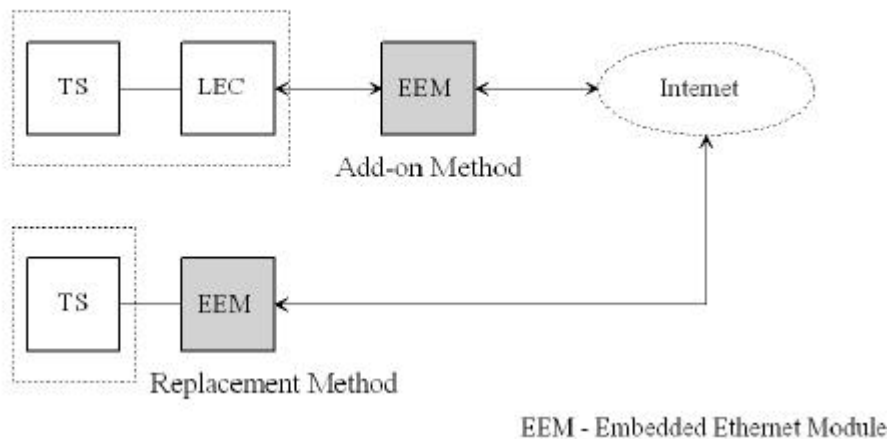 TS
LEC
EEM
Internet
Add-on Method
TS
EEM
Replacement Method
EEM - Embedded Ethernet Module